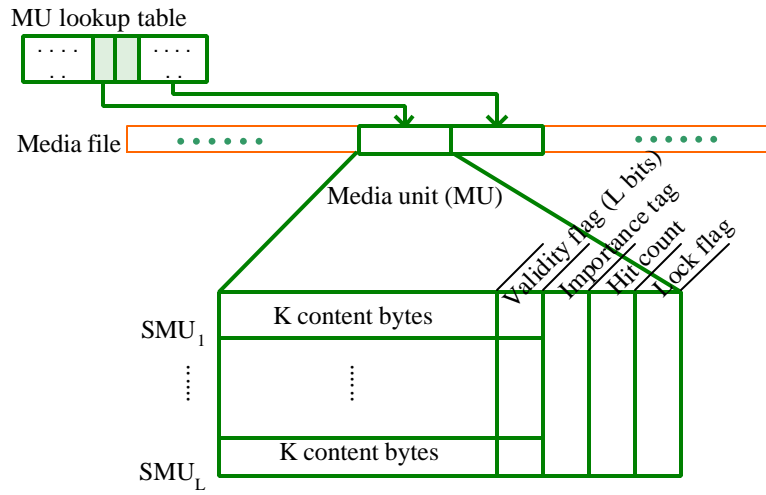 MU lookup table
.... ....
.. ..
Media file
......
......
Media unit (MU)
Validity flag (L bits)
Importance tag
Hit count
Lock flag
K content bytes
SMU₁
......
......
K content bytes
SMU_L